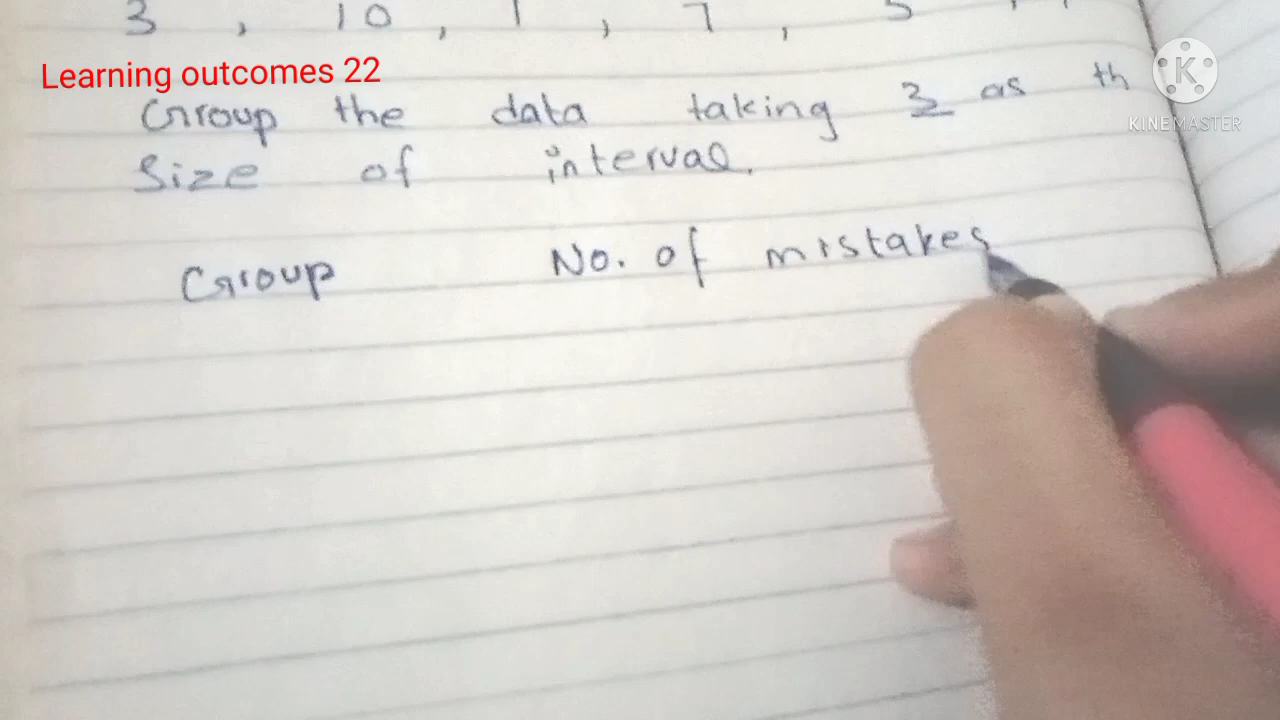 3 , 10 , 1 , 7 , 5
Learning outcomes 22
Group the data taking 3 as th
Size of interval.
Group No. of mistakes
KINEMASTER